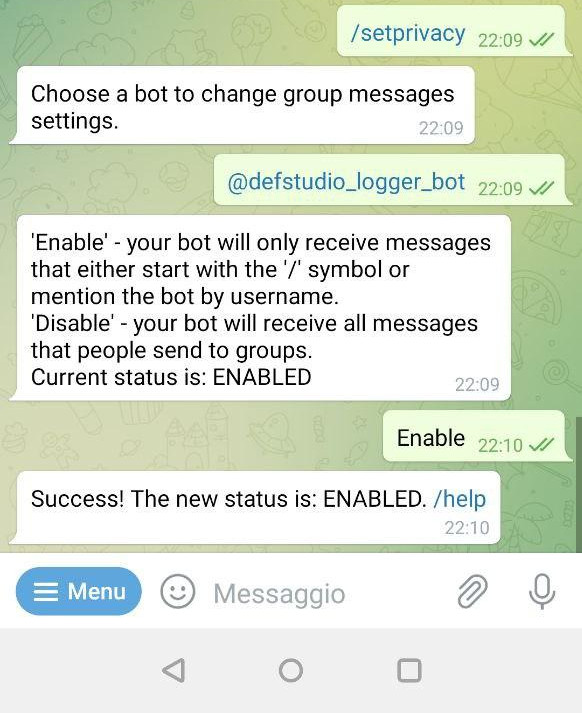 /setprivacy 22:09
Choose a bot to change group messages
settings.
22:09
@defstudio_logger_bot 22:09
'Enable' - your bot will only receive messages
that either start with the '/' symbol or
mention the bot by username.
'Disable' - your bot will receive all messages
that people send to groups.
Current status is: ENABLED
22:09
Enable 22:10
Success! The new status is: ENABLED. /help
22:10
Menu
Messaggio